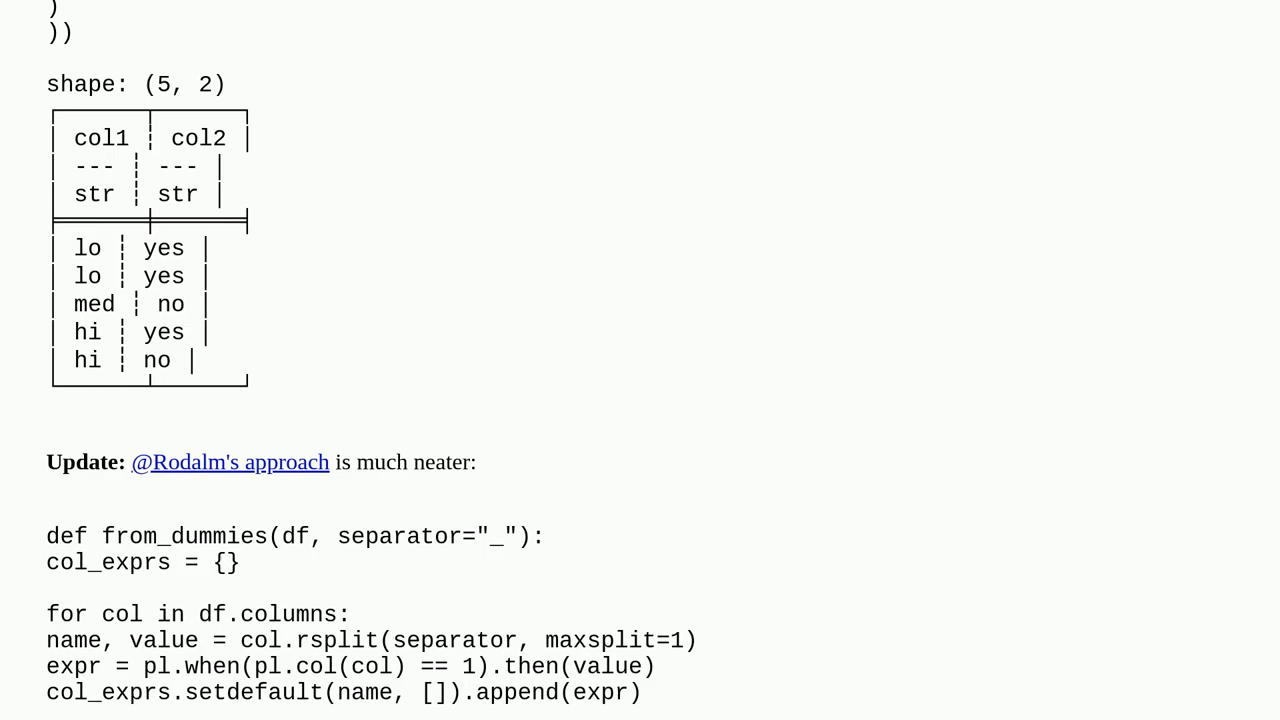 )
))

shape: (5, 2)
┌──────┬──────┐
│ col1 ┆ col2 │
│ --- ┆ --- │
│ str ┆ str │
╞══════╪══════╡
│ lo ┆ yes │
│ lo ┆ yes │
│ med ┆ no │
│ hi ┆ yes │
│ hi ┆ no │
└──────┴──────┘

Update: @Rodalm's approach is much neater:

def from_dummies(df, separator="_"):
col_exprs = {}

for col in df.columns:
name, value = col.rsplit(separator, maxsplit=1)
expr = pl.when(pl.col(col) == 1).then(value)
col_exprs.setdefault(name, []).append(expr)